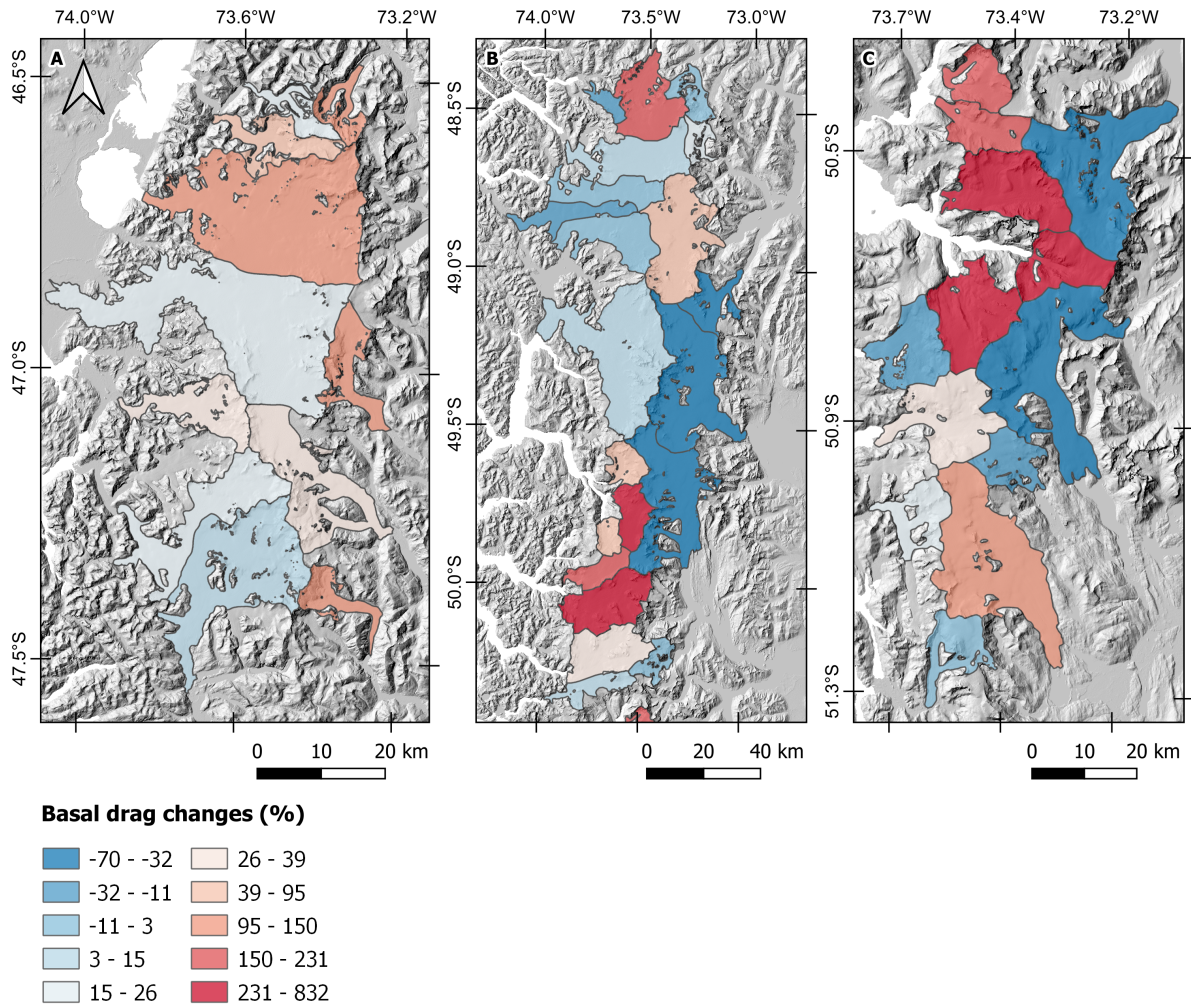 74.0°W 73.6°W 73.2°W 74.0°W 73.5°W 73.0°W 73.7°W 73.4°W 73.2°W
A B C
46.5°S
47.0°S
47.5°S
48.5°S
49.0°S
49.5°S
50.0°S
50.5°S
50.9°S
51.3°S
0 10 20 km 0 20 40 km 0 10 20 km
Basal drag changes (%)
-70 - -32 26 - 39
-32 - -11 39 - 95
-11 - 3 95 - 150
3 - 15 150 - 231
15 - 26 231 - 832